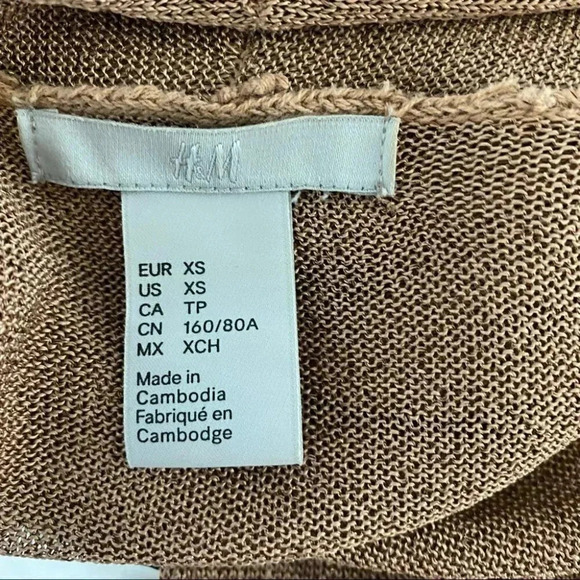 H&M
EUR XS
US XS
CA TP
CN 160/80A
MX XCH
Made in
Cambodia
Fabriqué en
Cambodge